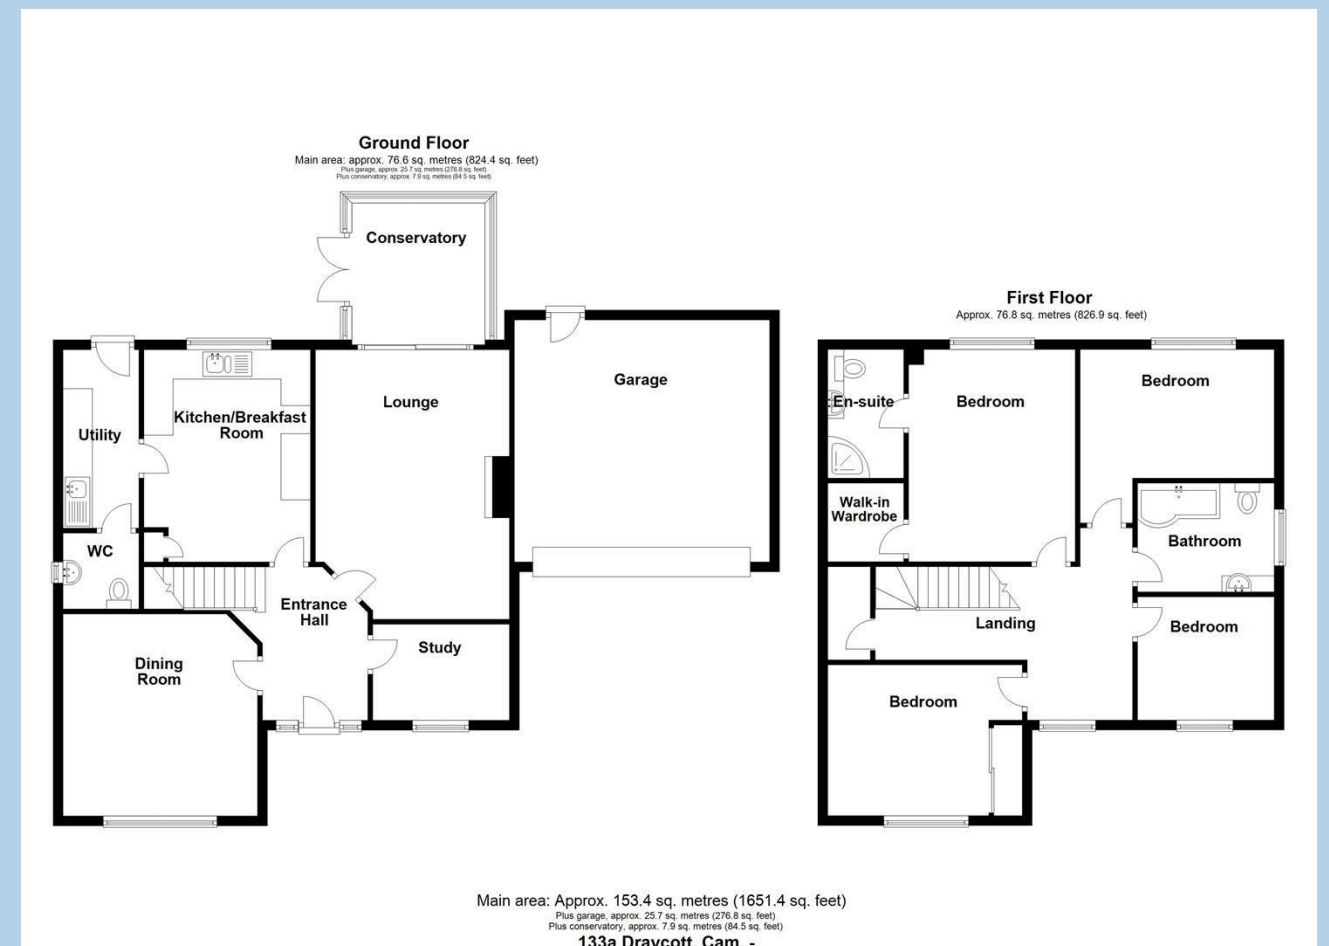 Ground Floor
Main area: approx. 76.6 sq. metres (824.4 sq. feet)
Plus garage, approx. 25.7 sq. metres (276.8 sq. feet)
Plus conservatory, approx. 7.9 sq. metres (84.5 sq. feet)
Conservatory
Garage
Lounge
Kitchen/Breakfast
Room
Utility
WC
Entrance
Hall
Study
Dining
Room
First Floor
Approx. 76.8 sq. metres (826.9 sq. feet)
Bedroom
En-suite
Bedroom
Walk-in
Wardrobe
Bathroom
Landing
Bedroom
Bedroom
Main area: Approx. 153.4 sq. metres (1651.4 sq. feet)
Plus garage, approx. 25.7 sq. metres (276.8 sq. feet)
Plus conservatory, approx. 7.9 sq. metres (84.5 sq. feet)
133a Draycott, Cam, -